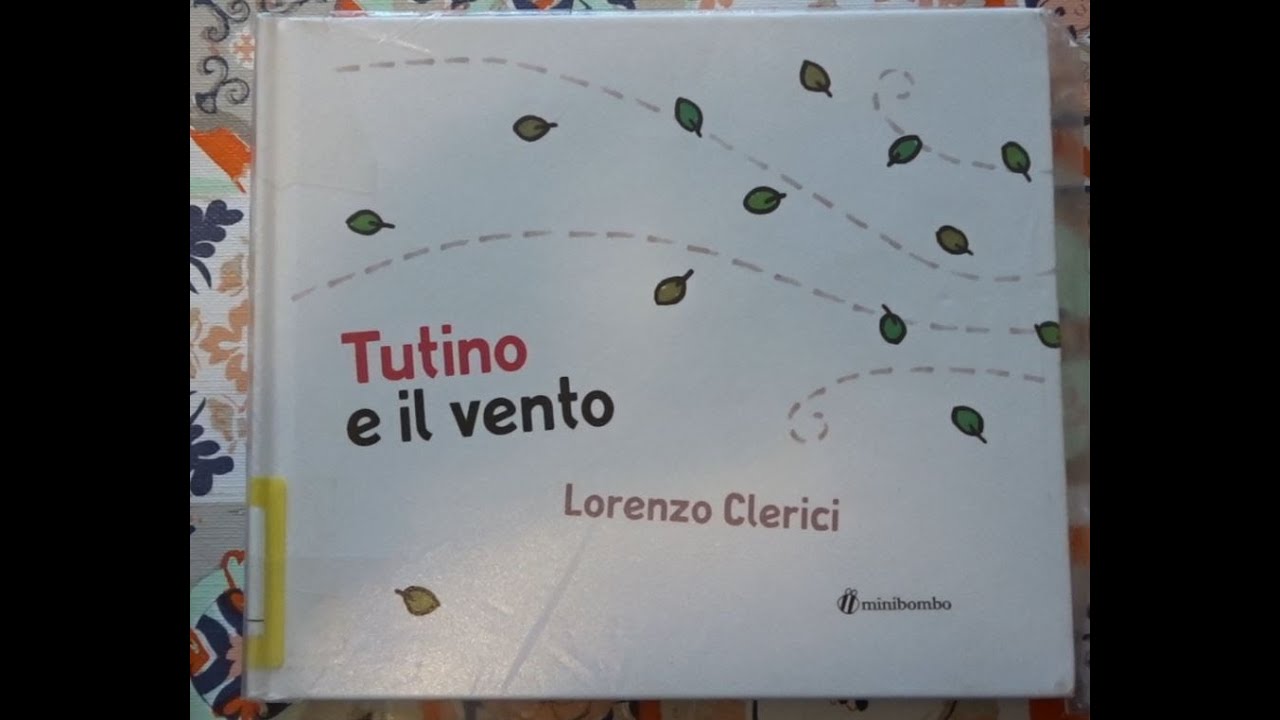 Tutino
e il vento
Lorenzo Clerici
minibombo